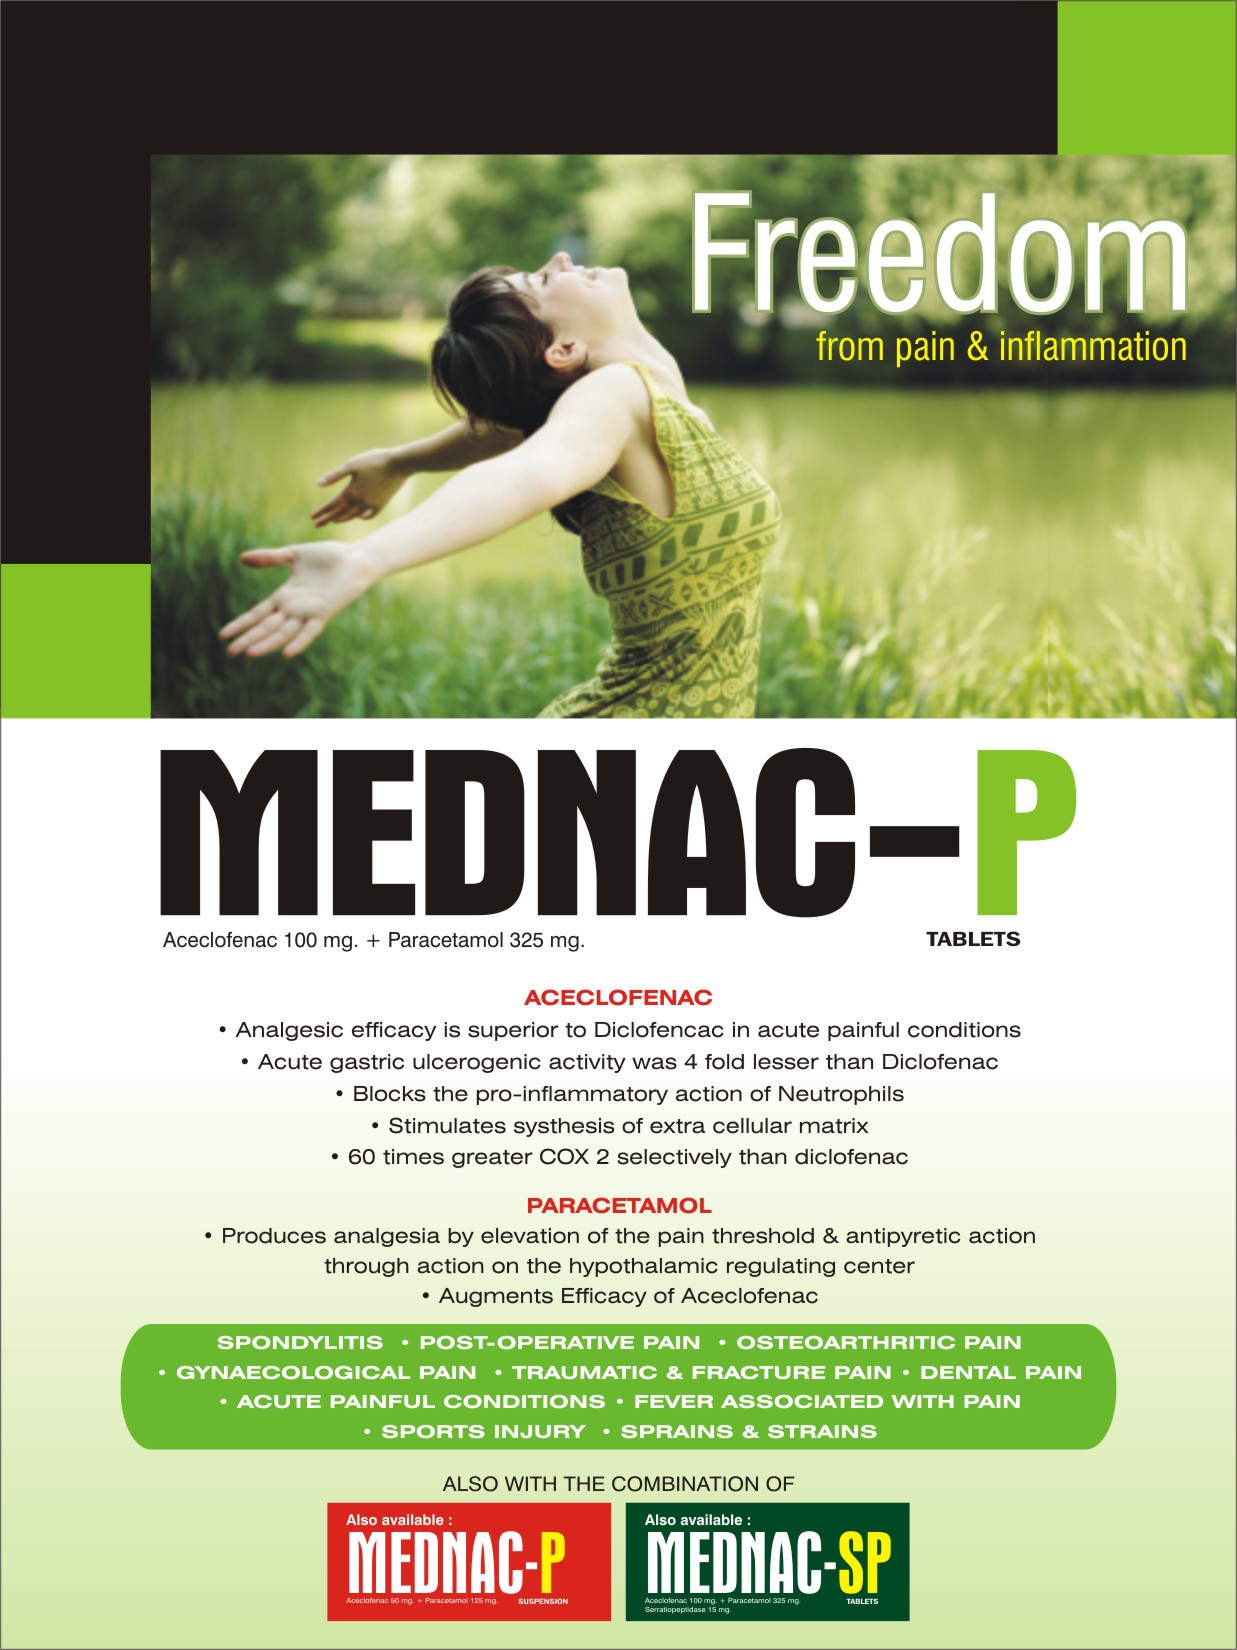 Freedom
from pain & inflammation
MEDNAC-P
Aceclofenac 100 mg. + Paracetamol 325 mg.
TABLETS
ACECLOFENAC
• Analgesic efficacy is superior to Diclofencac in acute painful conditions
• Acute gastric ulcerogenic activity was 4 fold lesser than Diclofenac
• Blocks the pro-inflammatory action of Neutrophils
• Stimulates systhesis of extra cellular matrix
• 60 times greater COX 2 selectively than diclofenac
PARACETAMOL
• Produces analgesia by elevation of the pain threshold & antipyretic action
through action on the hypothalamic regulating center
• Augments Efficacy of Aceclofenac
SPONDYLITIS • POST-OPERATIVE PAIN • OSTEOARTHRITIC PAIN
• GYNAECOLOGICAL PAIN • TRAUMATIC & FRACTURE PAIN • DENTAL PAIN
• ACUTE PAINFUL CONDITIONS • FEVER ASSOCIATED WITH PAIN
• SPORTS INJURY • SPRAINS & STRAINS
ALSO WITH THE COMBINATION OF
Also available :
MEDNAC-P
Aceclofenac 50 mg. + Paracetamol 125 mg.
SUSPENSION
Also available :
MEDNAC-SP
Aceclofenac 100 mg. + Paracetamol 325 mg.
TABLETS
Serratiopeptidase 15 mg.